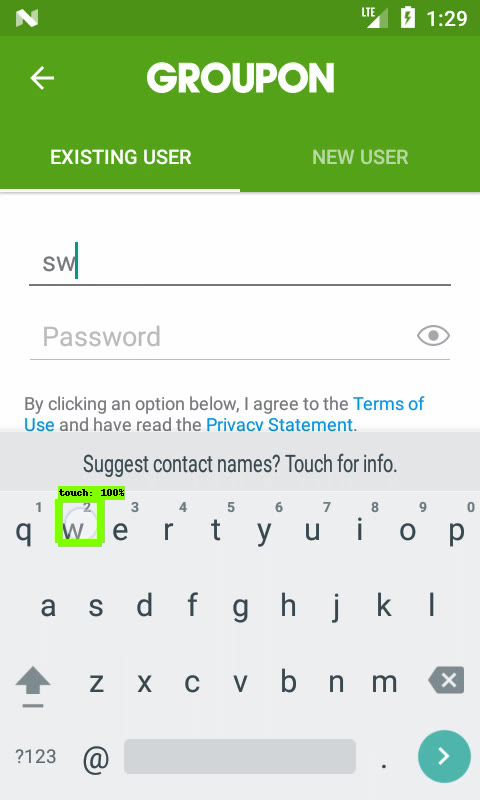 LTE 1:29
GROUPON
EXISTING USER NEW USER
sw
Password
By clicking an option below, I agree to the Terms of
Use and have read the Privacy Statement.
Suggest contact names? Touch for info.
touch: 100%
1 2 3 4 5 6 7 8 9 0
q w e r t y u i o p
a s d f g h j k l
z x c v b n m
?123 @ .